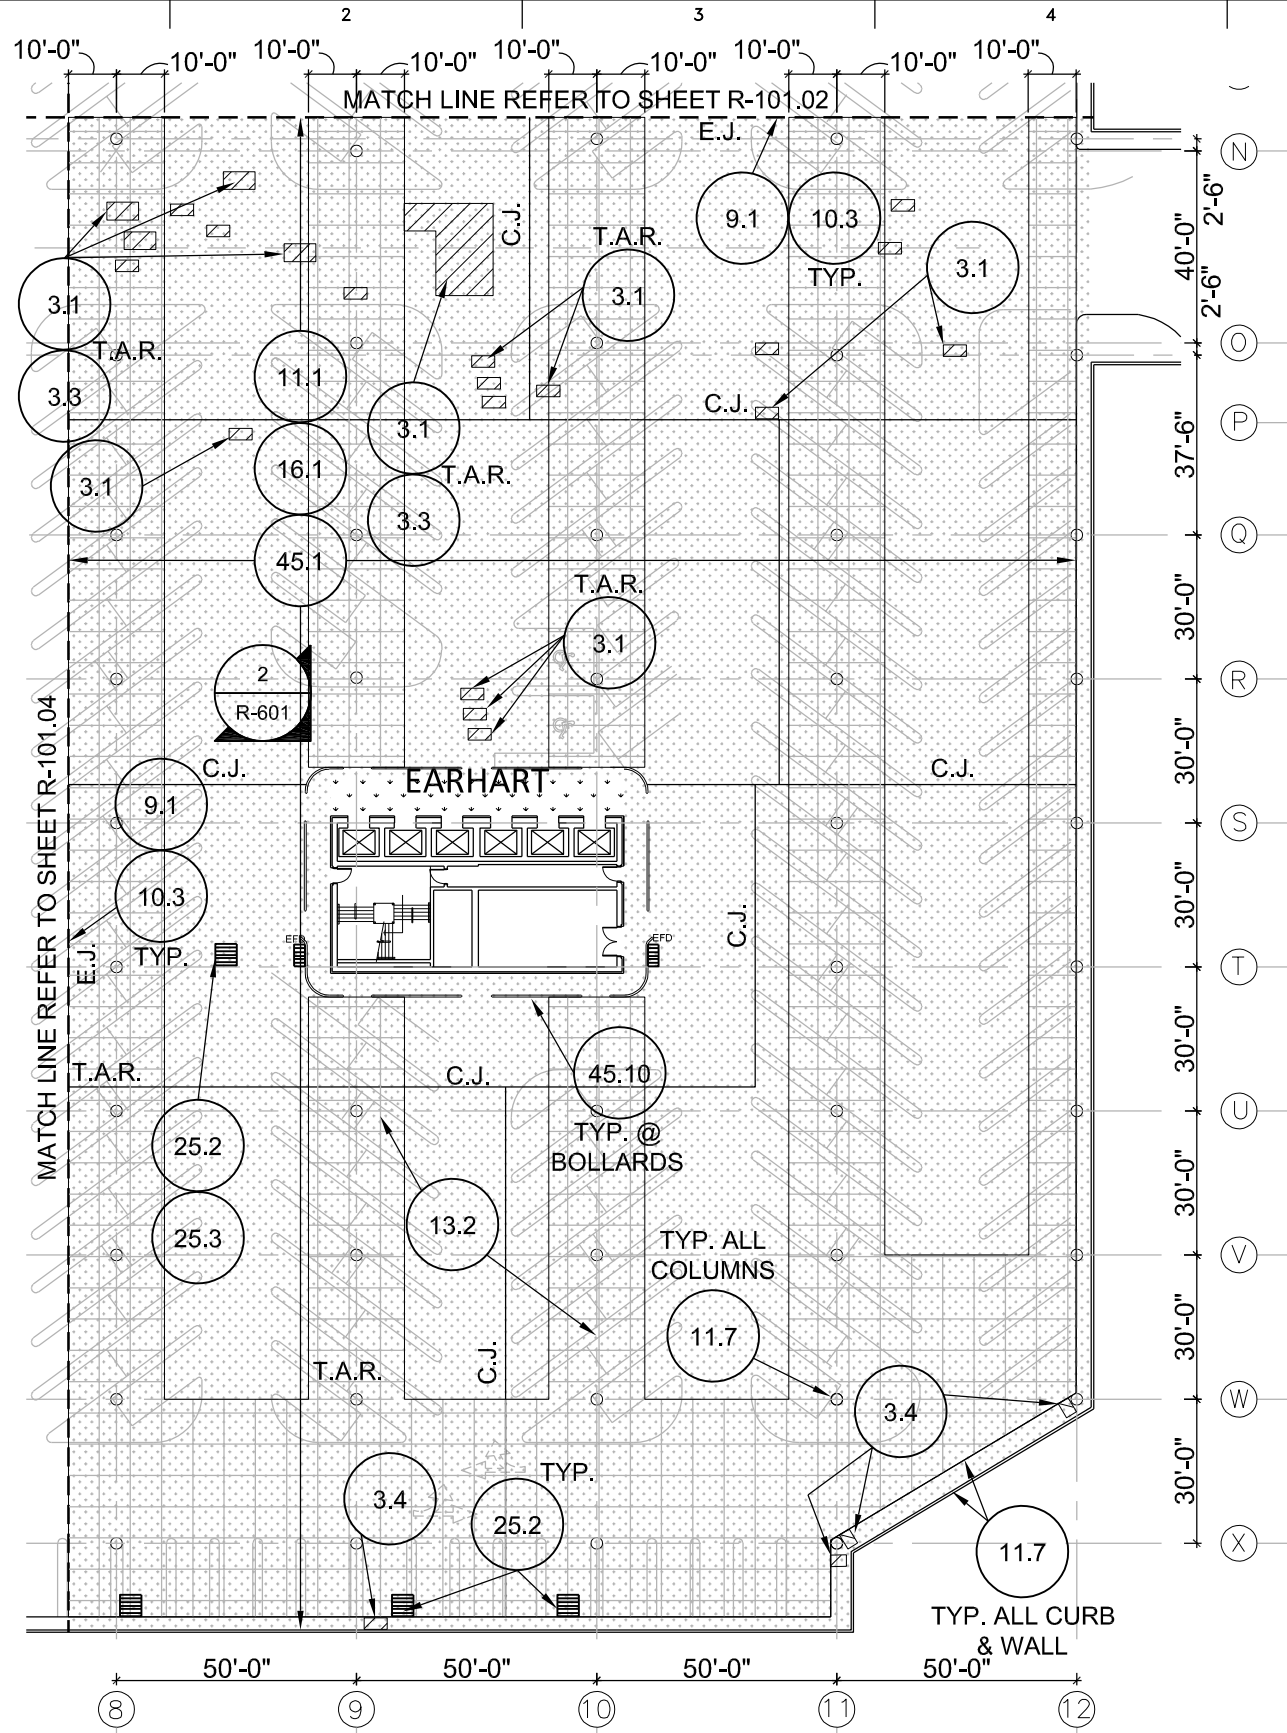 2
3
4
10'-0"
10'-0"
10'-0"
10'-0"
10'-0"
10'-0"
10'-0"
10'-0"
10'-0"
MATCH LINE REFER TO SHEET R-101.02
E.J.
N
2'-6"
9.1
10.3
TYP.
C.J.
T.A.R.
3.1
3.1
40'-0"
2'-6"
3.1
T.A.R.
3.3
11.1
O
3.1
C.J.
P
3.1
16.1
T.A.R.
3.3
37'-6"
45.1
Q
T.A.R.
3.1
30'-0"
2
R-601
R
C.J.
EARHART
C.J.
30'-0"
9.1
10.3
TYP.
S
MATCH LINE REFER TO SHEET R-101.04
E.J.
EFD
EFD
C.J.
30'-0"
T
T.A.R.
C.J.
45.10
TYP. @
BOLLARDS
30'-0"
U
25.2
25.3
13.2
TYP. ALL
COLUMNS
11.7
30'-0"
V
T.A.R.
C.J.
3.4
30'-0"
W
3.4
TYP.
25.2
30'-0"
11.7
TYP. ALL CURB
& WALL
X
50'-0"
50'-0"
50'-0"
50'-0"
8
9
10
11
12